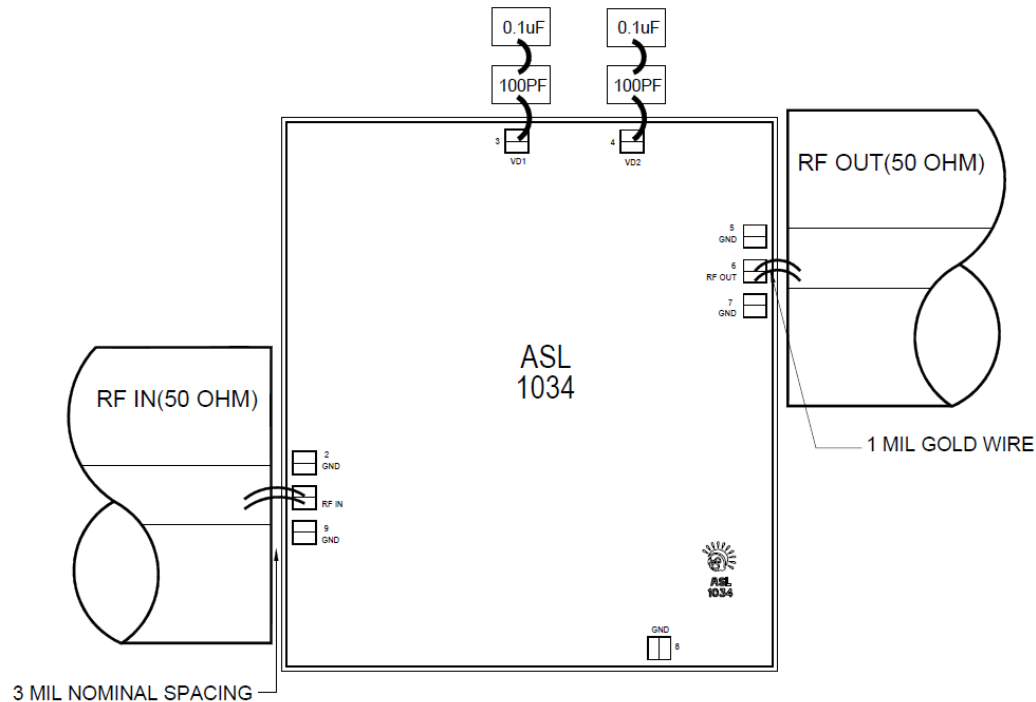 0.1uF
0.1uF
100PF
100PF
3
VD1
4
VD2
RF OUT(50 OHM)
5
GND
6
RF OUT
7
GND
ASL
1034
RF IN(50 OHM)
1 MIL GOLD WIRE
2
GND
RF IN
9
GND
ASL
1034
GND
8
3 MIL NOMINAL SPACING